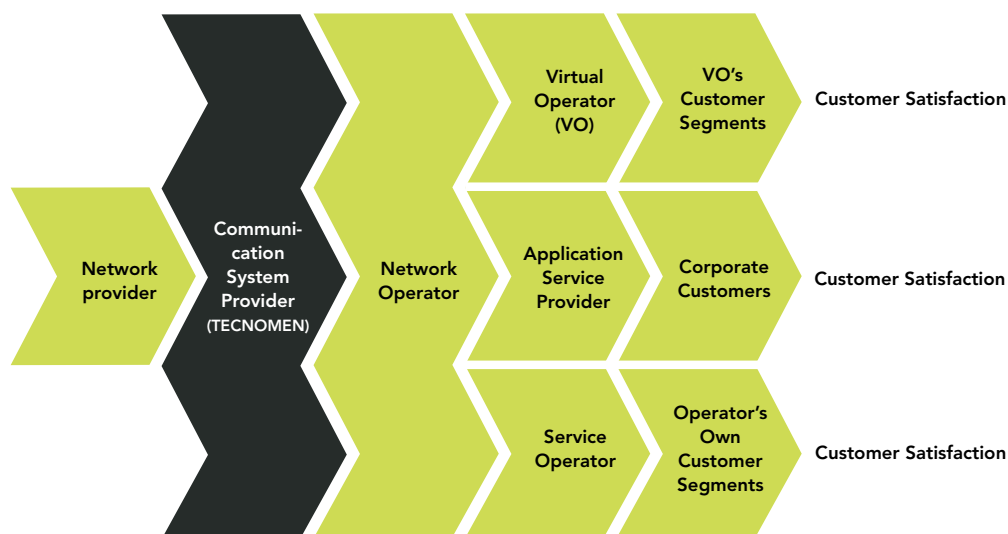 Network
provider
Communi-
cation
System
Provider
(TECNOMEN)
Network
Operator
Virtual
Operator
(VO)
VO's
Customer
Segments
Customer Satisfaction
Application
Service
Provider
Corporate
Customers
Customer Satisfaction
Service
Operator
Operator's
Own
Customer
Segments
Customer Satisfaction